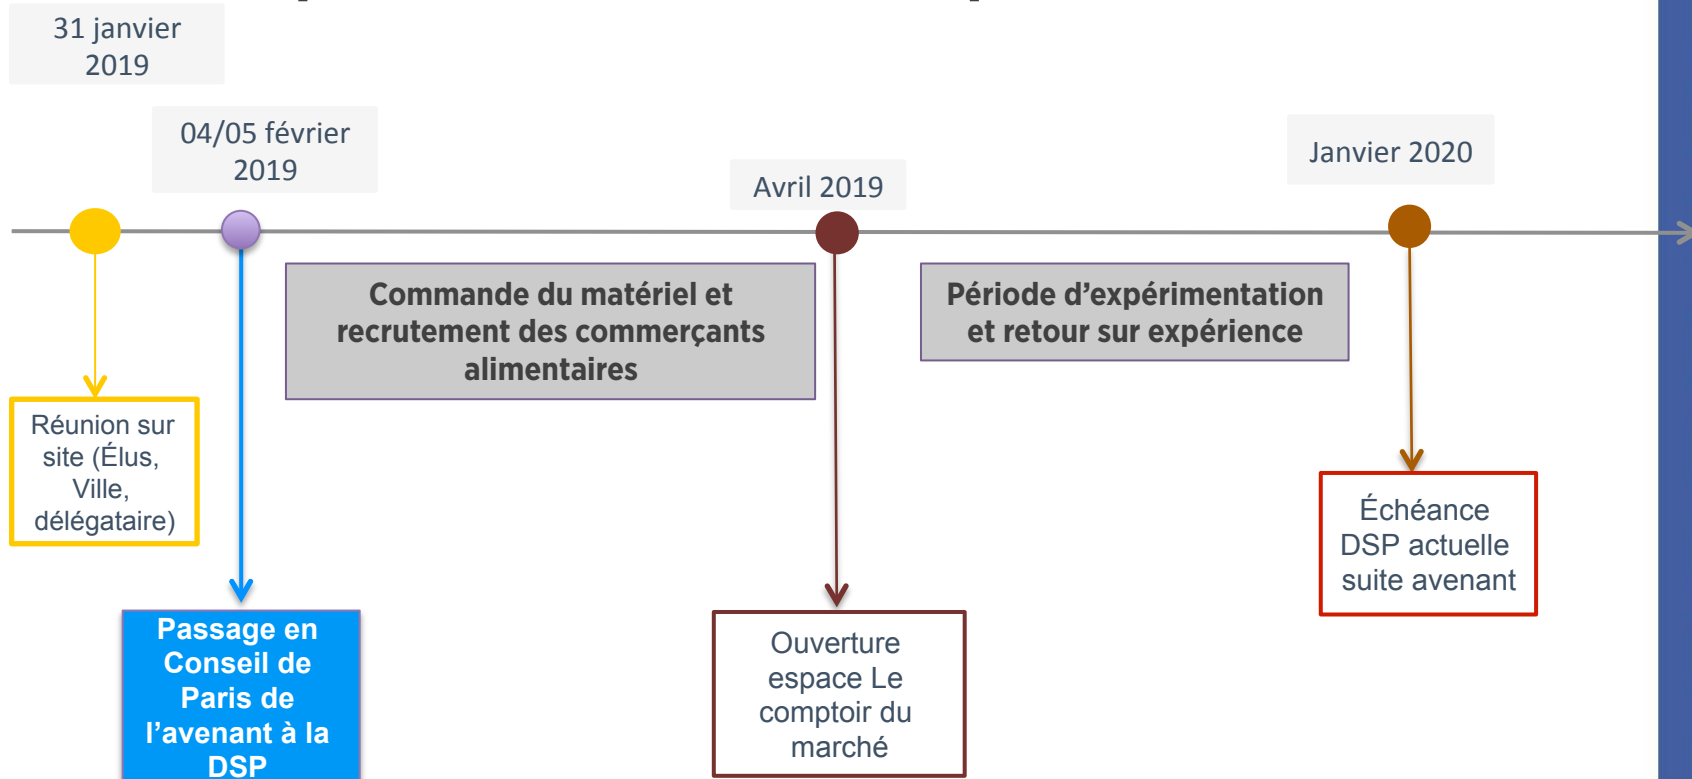 31 janvier
2019
04/05 février
2019
Avril 2019
Janvier 2020
Commande du matériel et
recrutement des commerçants
alimentaires
Période d’expérimentation
et retour sur expérience
Réunion sur
site (Élus,
Ville,
délégataire)
Passage en
Conseil de
Paris de
l’avenant à la
DSP
Ouverture
espace Le
comptoir du
marché
Échéance
DSP actuelle
suite avenant